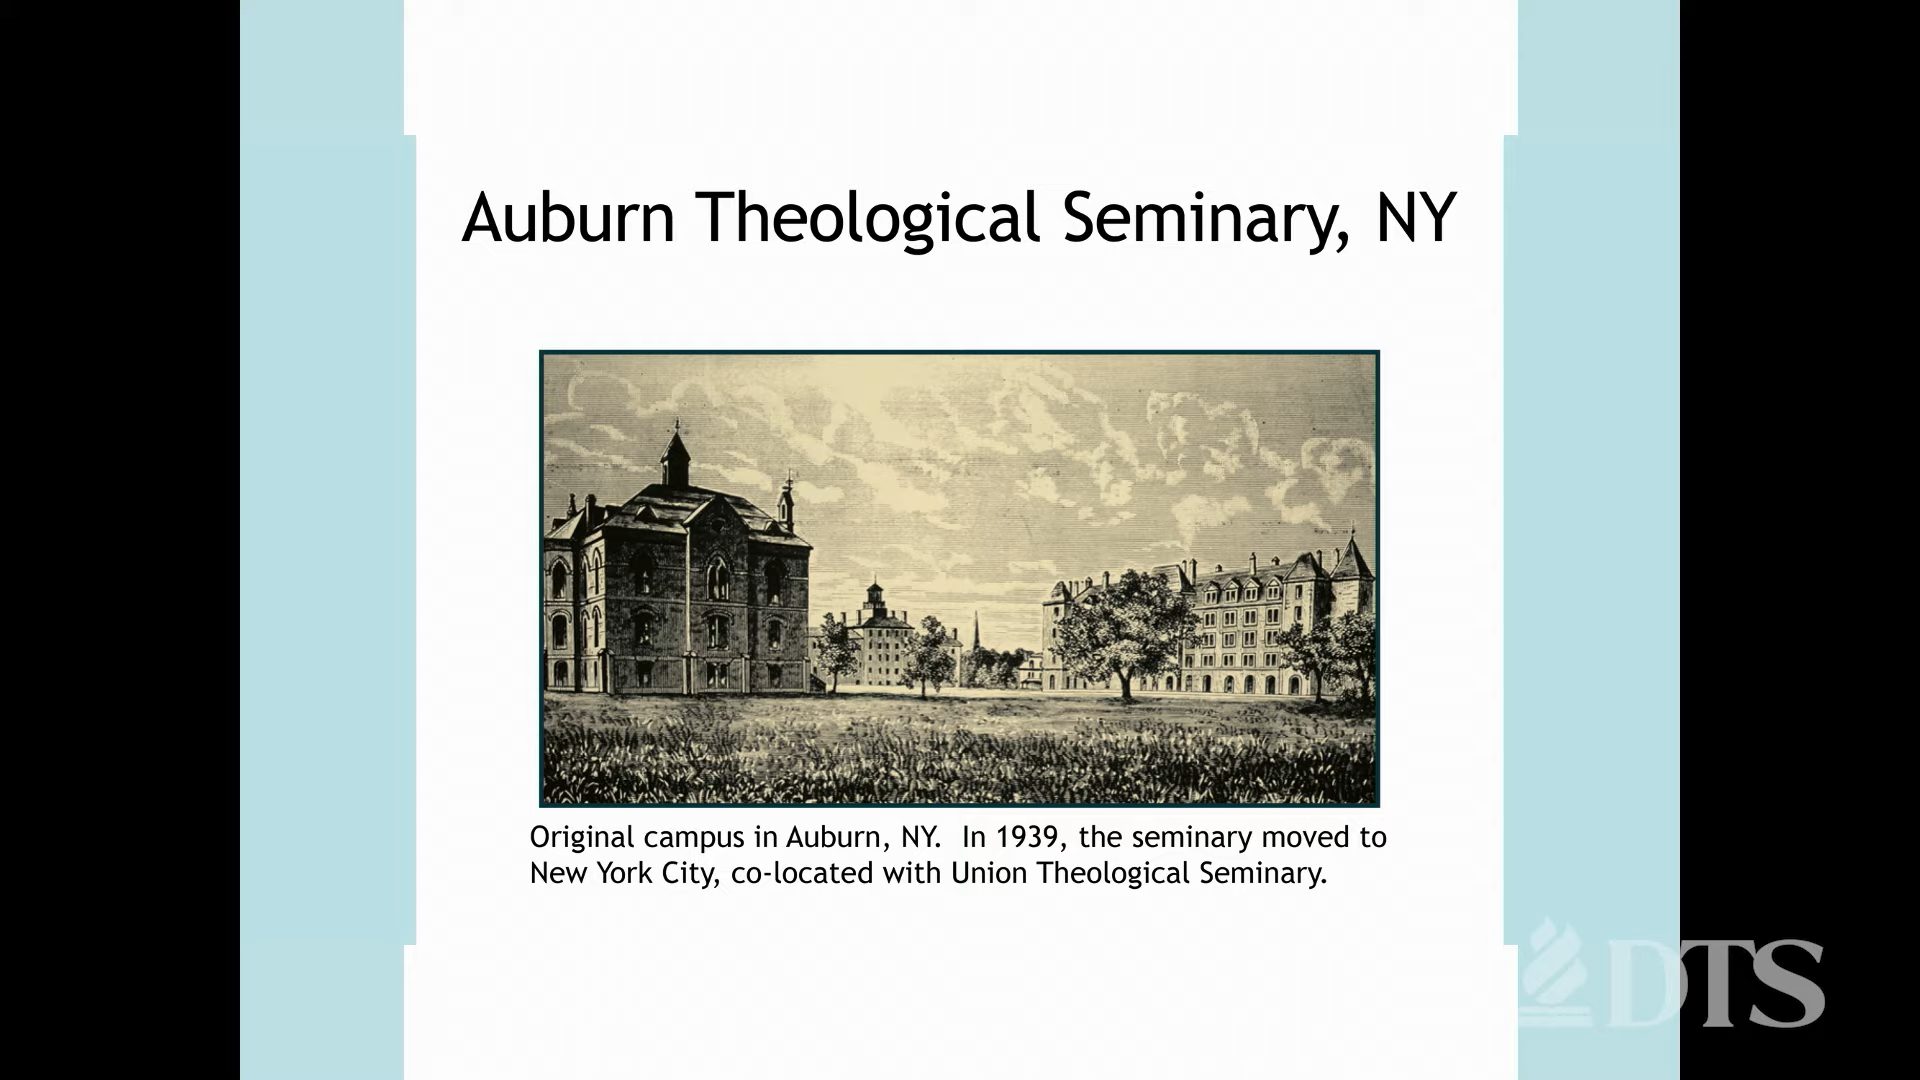 Auburn Theological Seminary, NY
Original campus in Auburn, NY.  In 1939, the seminary moved to
New York City, co-located with Union Theological Seminary.
DTS